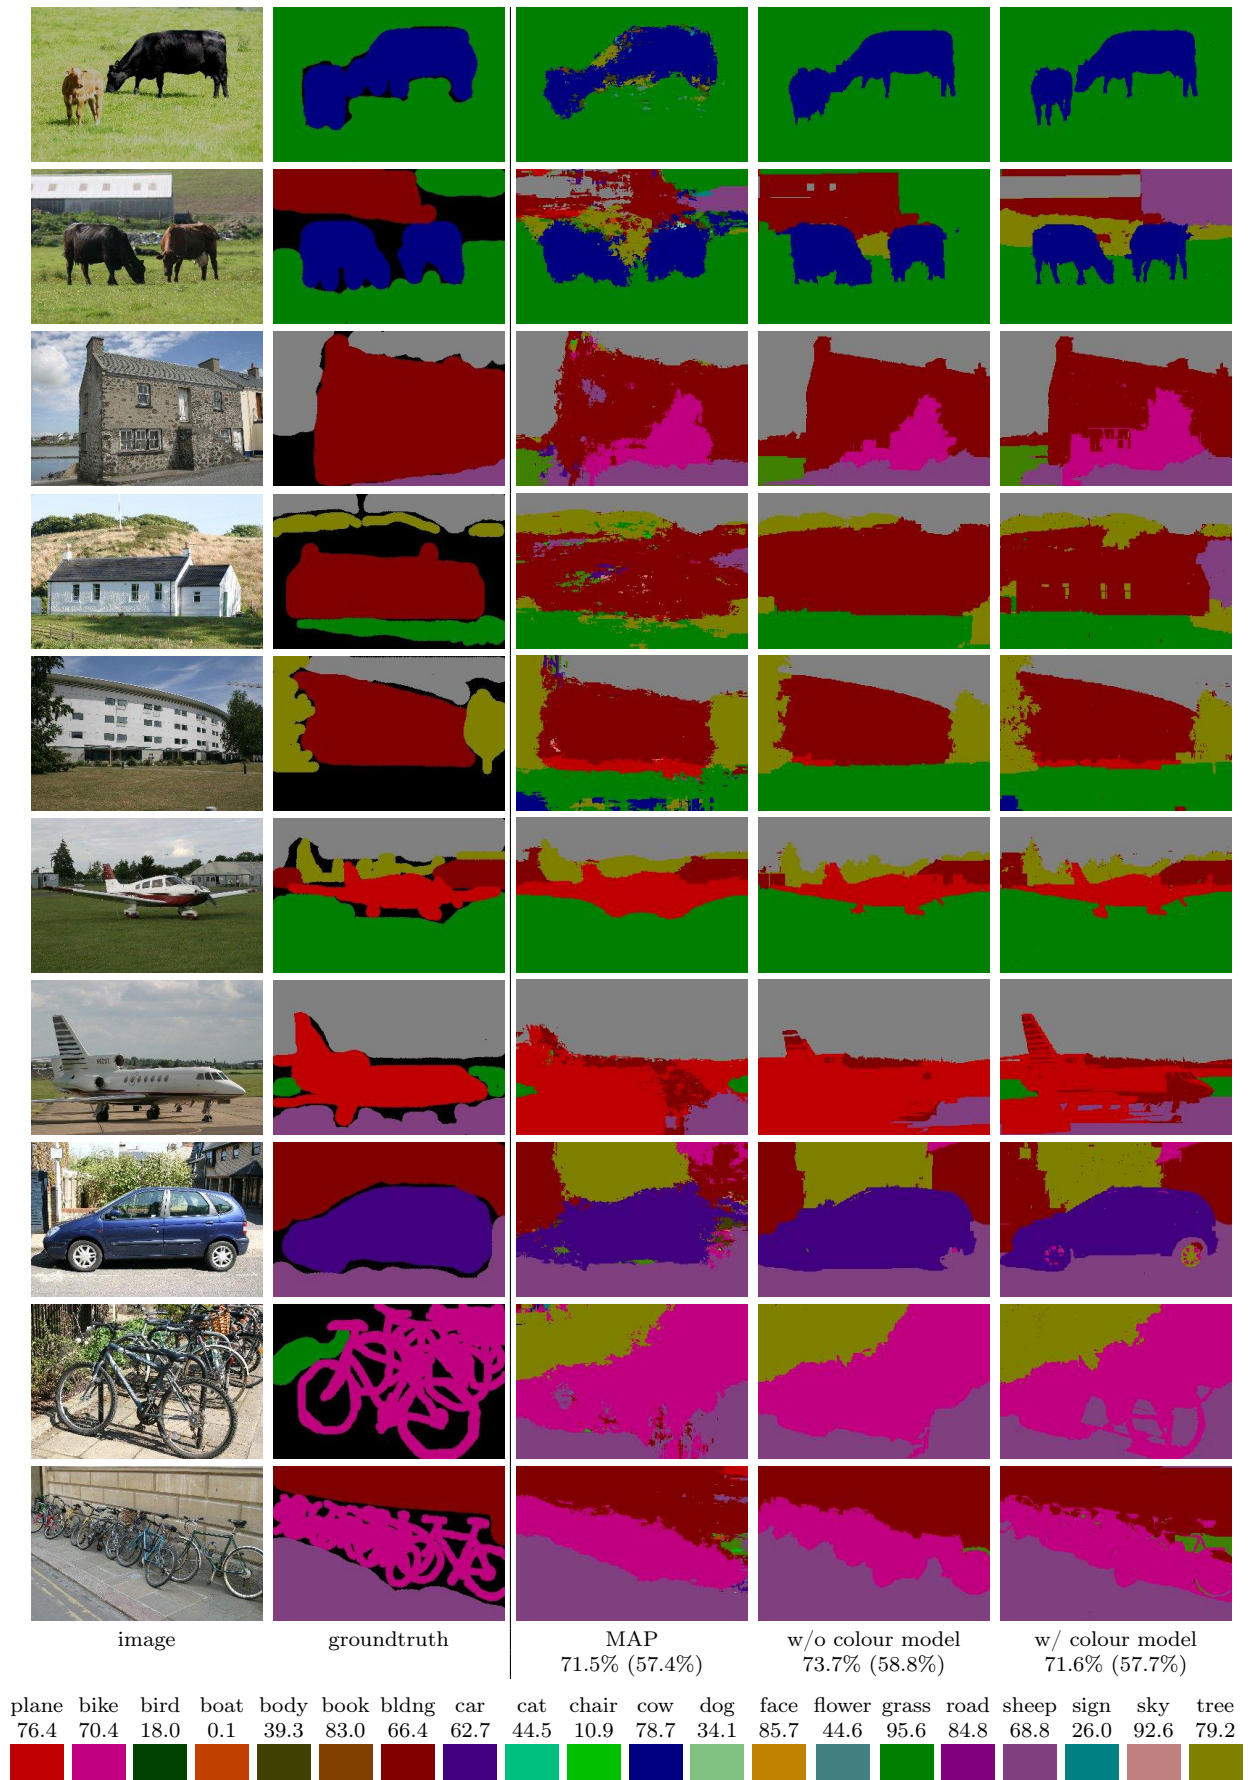 image groundtruth MAP w/o colour model w/ colour model
71.5% (57.4%) 73.7% (58.8%) 71.6% (57.7%)
plane bike bird boat body book bldng car cat chair cow dog face flower grass road sheep sign sky tree
76.4 70.4 18.0 0.1 39.3 83.0 66.4 62.7 44.5 10.9 78.7 34.1 85.7 44.6 95.6 84.8 68.8 26.0 92.6 79.2